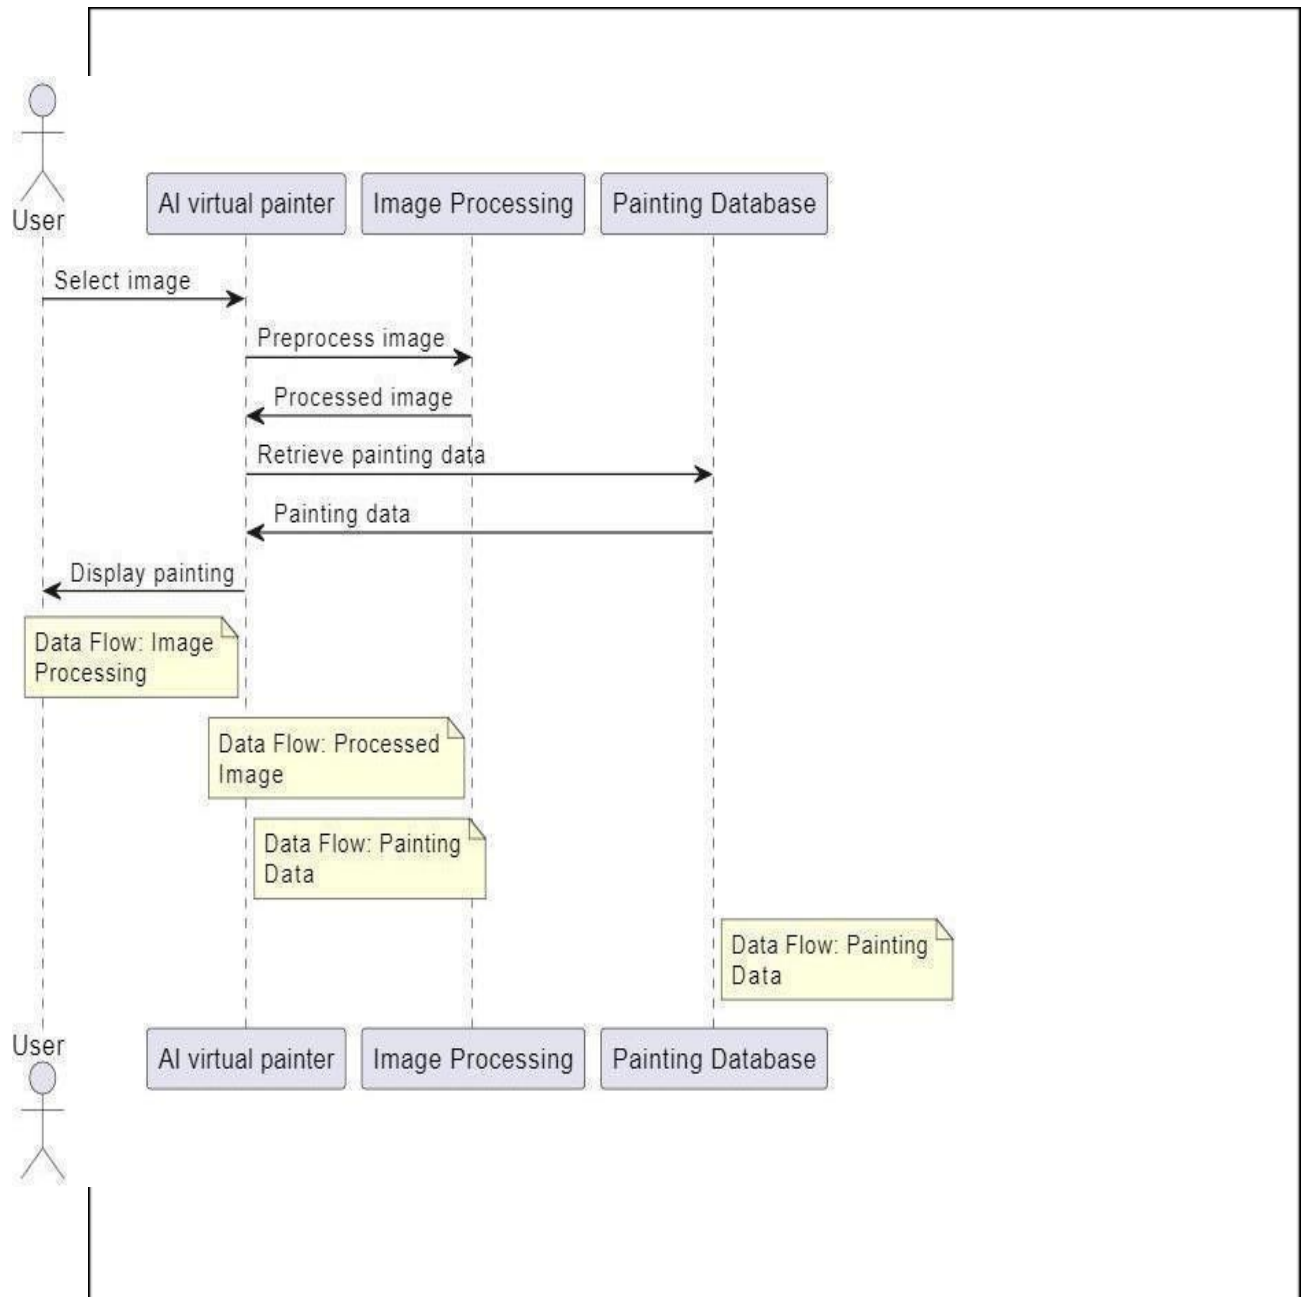 User
AI virtual painter
Image Processing
Painting Database
Select image
Preprocess image
Processed image
Retrieve painting data
Painting data
Display painting
Data Flow: Image
Processing
Data Flow: Processed
Image
Data Flow: Painting
Data
Data Flow: Painting
Data
User
AI virtual painter
Image Processing
Painting Database